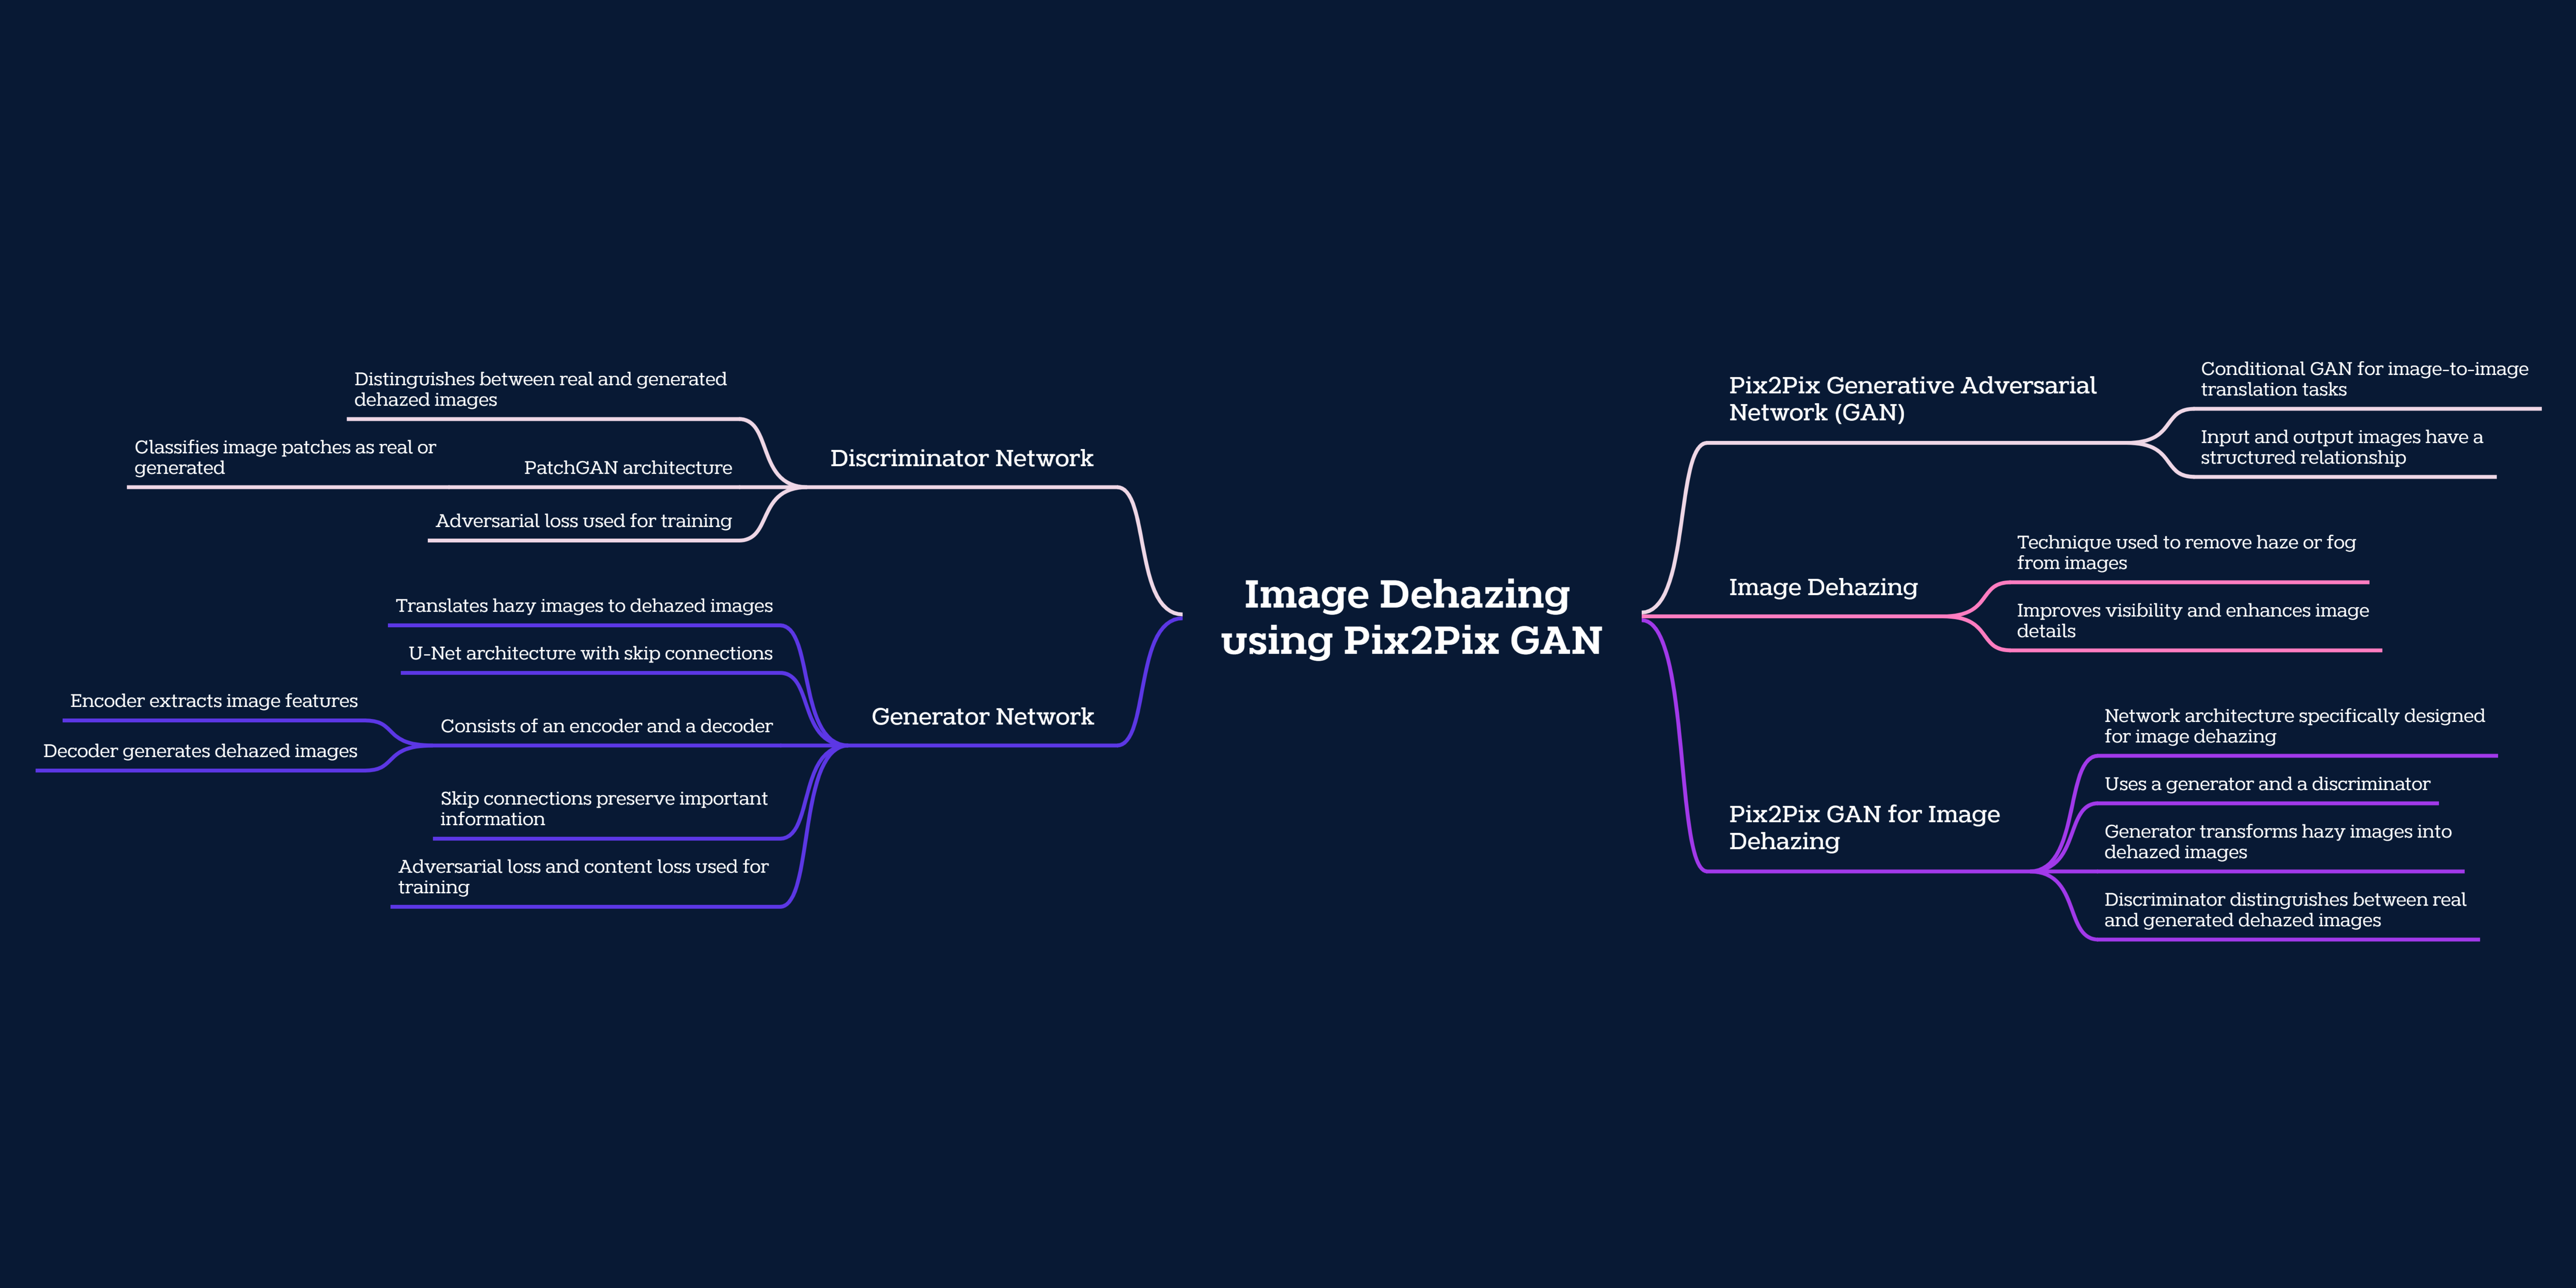 Image Dehazing
using Pix2Pix GAN
Discriminator Network
Distinguishes between real and generated
dehazed images
PatchGAN architecture
Classifies image patches as real or
generated
Adversarial loss used for training
Generator Network
Translates hazy images to dehazed images
U-Net architecture with skip connections
Consists of an encoder and a decoder
Encoder extracts image features
Decoder generates dehazed images
Skip connections preserve important
information
Adversarial loss and content loss used for
training
Pix2Pix Generative Adversarial
Network (GAN)
Conditional GAN for image-to-image
translation tasks
Input and output images have a
structured relationship
Image Dehazing
Technique used to remove haze or fog
from images
Improves visibility and enhances image
details
Pix2Pix GAN for Image
Dehazing
Network architecture specifically designed
for image dehazing
Uses a generator and a discriminator
Generator transforms hazy images into
dehazed images
Discriminator distinguishes between real
and generated dehazed images